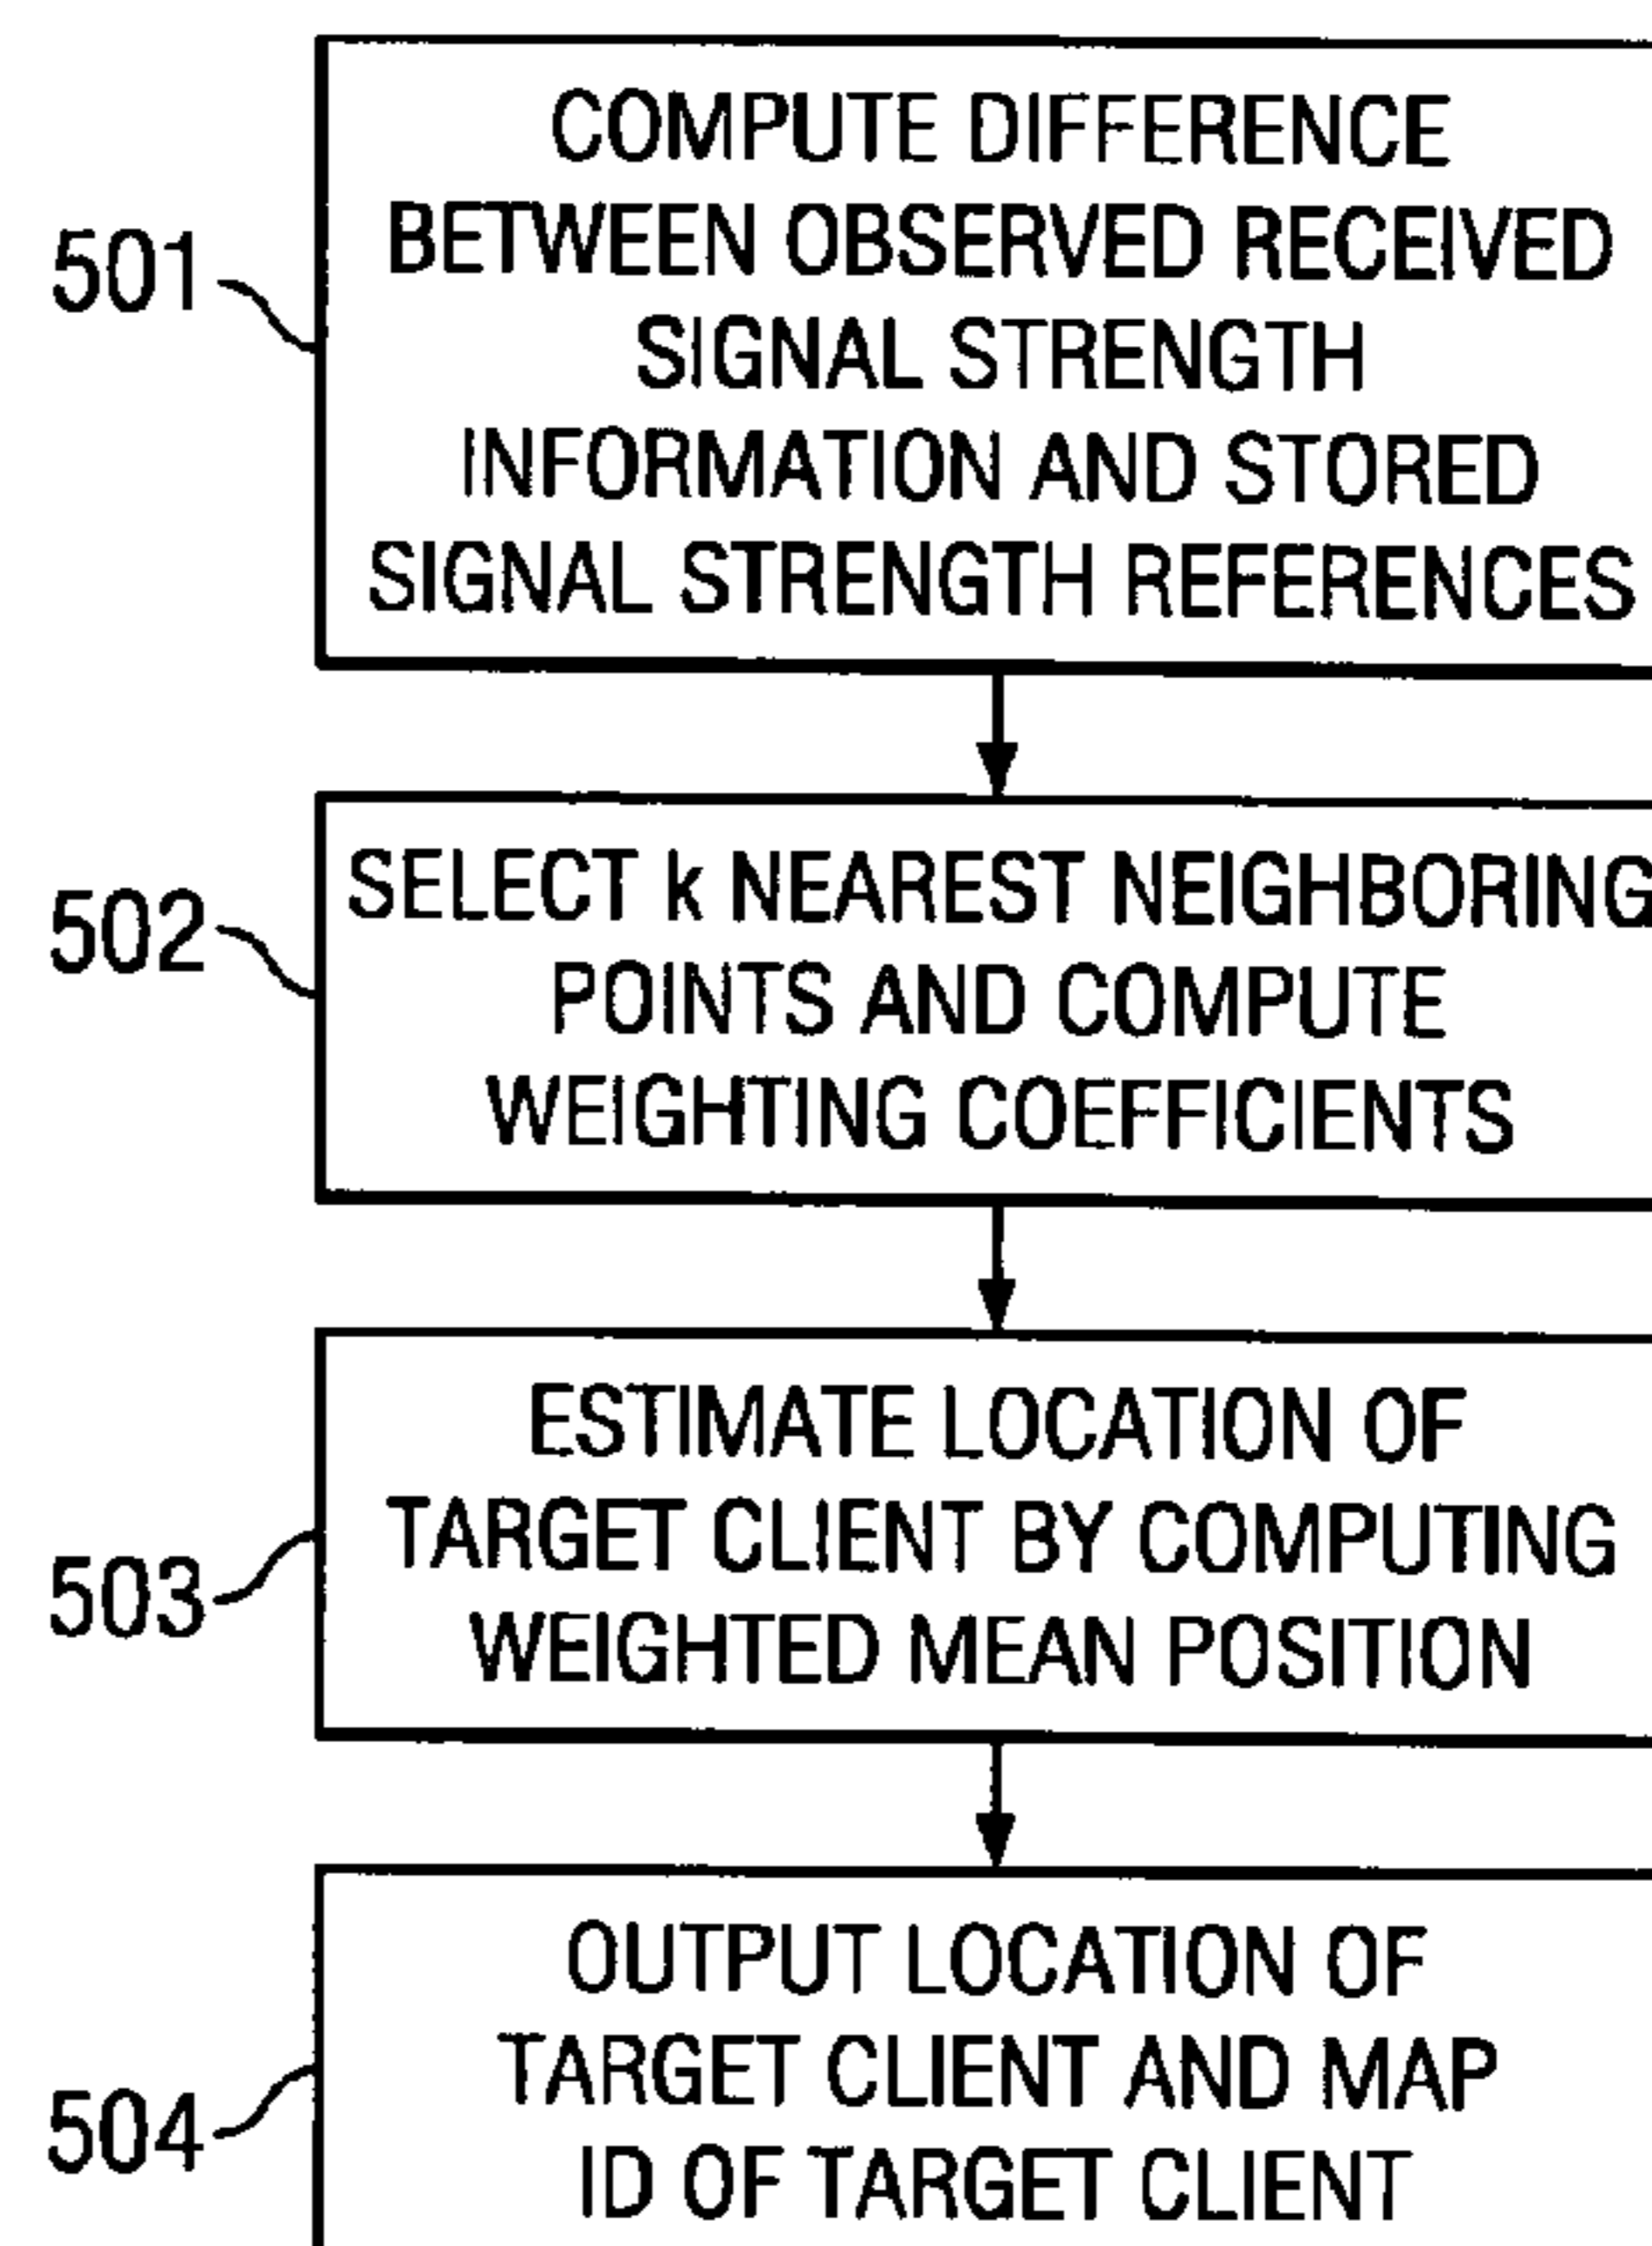 501
COMPUTE DIFFERENCE
BETWEEN OBSERVED RECEIVED
SIGNAL STRENGTH
INFORMATION AND STORED
SIGNAL STRENGTH REFERENCES
502
SELECT k NEAREST NEIGHBORING
POINTS AND COMPUTE
WEIGHTING COEFFICIENTS
503
ESTIMATE LOCATION OF
TARGET CLIENT BY COMPUTING
WEIGHTED MEAN POSITION
504
OUTPUT LOCATION OF
TARGET CLIENT AND MAP
ID OF TARGET CLIENT